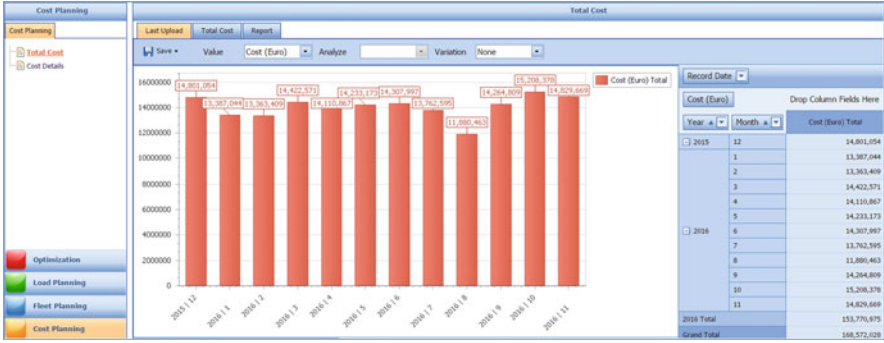 Cost Planning
Total Cost
Cost Planning
Last Upload Total Cost Report
Total Cost
Cost Details
Save Value Cost (Euro) Analyze Variation None
16000000
14000000
12000000
10000000
8000000
6000000
4000000
2000000
0
14,801,054
13,387,044
13,363,409
14,422,571
14,110,867
14,233,173
14,307,997
13,762,595
11,880,463
14,264,809
15,208,378
14,829,669
2015 | 12
2016 | 1
2016 | 2
2016 | 3
2016 | 4
2016 | 5
2016 | 6
2016 | 7
2016 | 8
2016 | 9
2016 | 10
2016 | 11
Cost (Euro) Total
Record Date
Cost (Euro) Drop Column Fields Here
Year Month Cost (Euro) Total
2015 12 14,801,054
1 13,387,044
2 13,363,409
3 14,422,571
4 14,110,867
5 14,233,173
2016 6 14,307,997
7 13,762,595
8 11,880,463
9 14,264,809
10 15,208,378
11 14,829,669
2016 Total 153,770,975
Grand Total 168,572,028
Optimization
Load Planning
Fleet Planning
Cost Planning